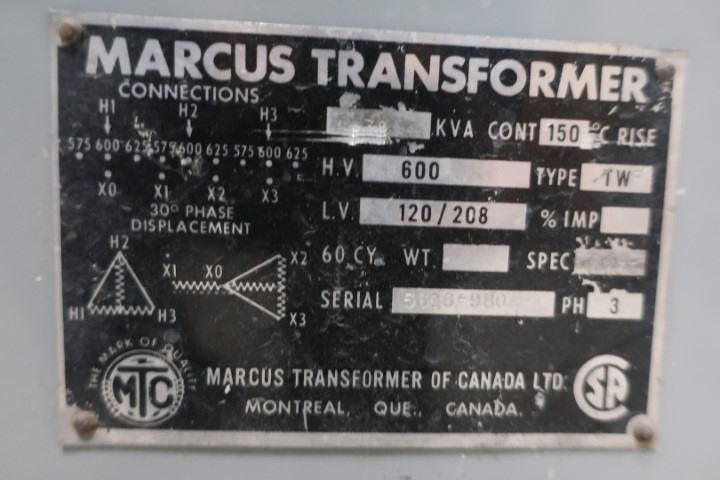 MARCUS TRANSFORMER
CONNECTIONS
H1 H2 H3
575 600 625 575 600 625 575 600 625
X0 X1 X2 X3
30° PHASE
DISPLACEMENT
H2
H1 H3
X1 X0 X2
X3
KVA CONT 150 °C RISE
H.V. 600 TYPE TW
L.V. 120/208 % IMP
60 CY. WT SPEC
SERIAL PH 3
THE MARK OF QUALITY
MTC
MARCUS TRANSFORMER OF CANADA LTD.
MONTREAL, QUE., CANADA.
CSA